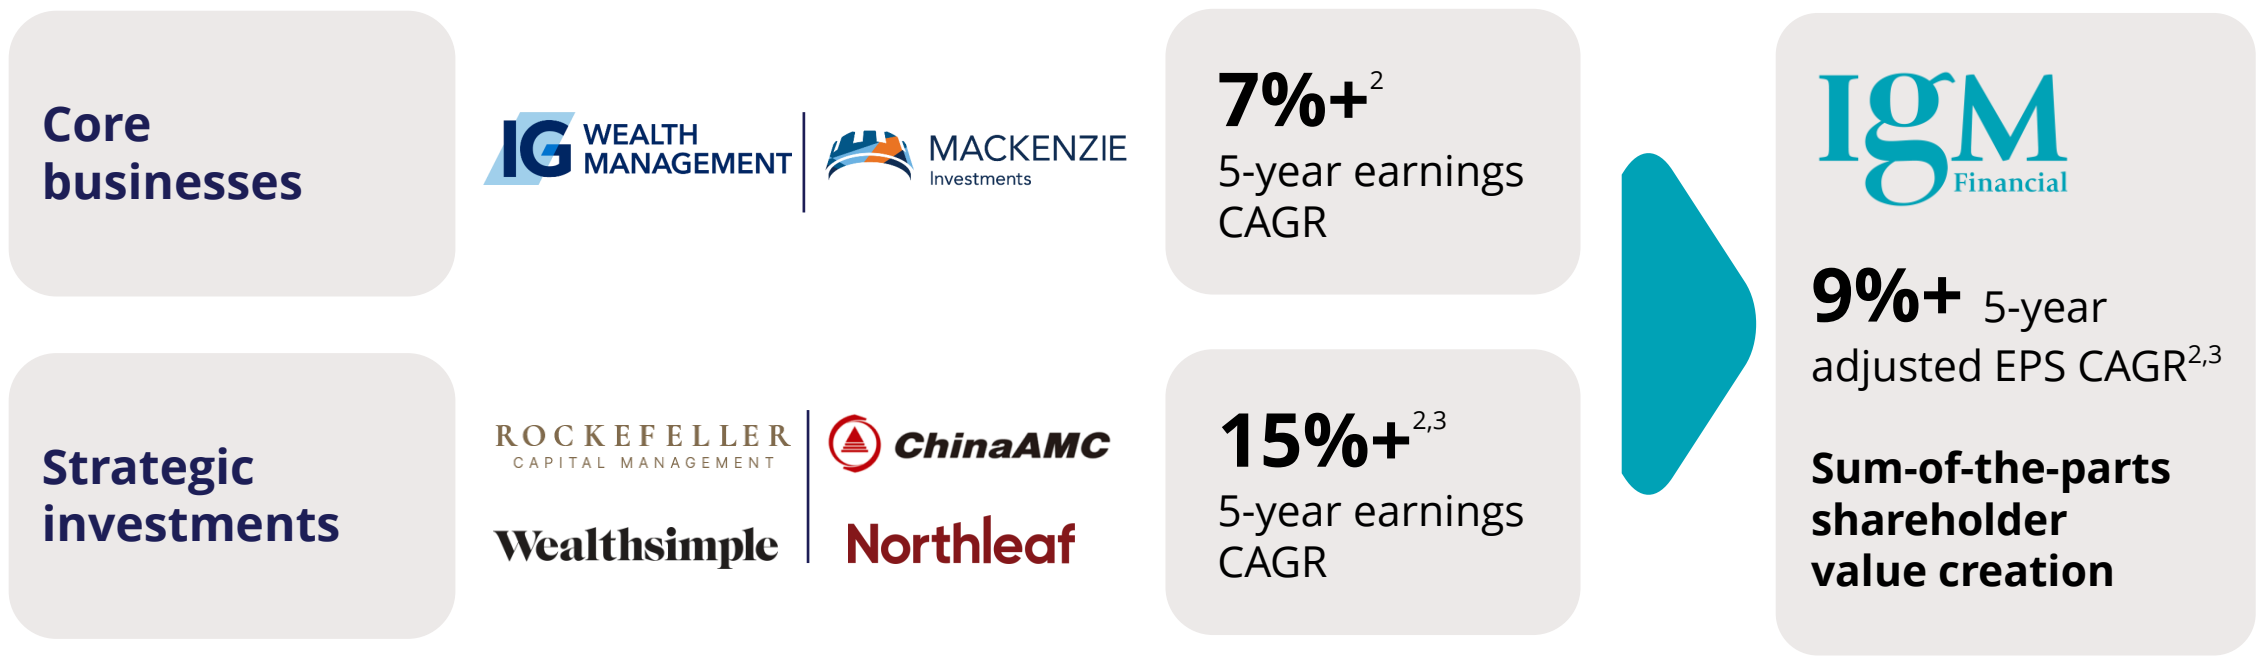 Core
businesses
IG WEALTH
MANAGEMENT
MACKENZIE
Investments
7%+2
5-year earnings
CAGR
Strategic
investments
ROCKEFELLER
CAPITAL MANAGEMENT
ChinaAMC
Wealthsimple
Northleaf
15%+2,3
5-year earnings
CAGR
IgM
Financial
9%+ 5-year
adjusted EPS CAGR2,3
Sum-of-the-parts
shareholder
value creation